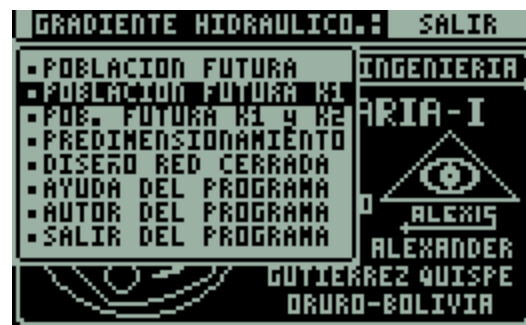 GRADIENTE HIDRAULICO.: SALIR
▪POBLACION FUTURA
▪POBLACION FUTURA K1
▪POB. FUTURA K1 y K2
▪PREDIMENSIONAMIENTO
▪DISEÑO RED CERRADA
▪AYUDA DEL PROGRAMA
▪AUTOR DEL PROGRAMA
▪SALIR DEL PROGRAMA
INGENIERIA
ARIA-I
O
ALEXIS
ALEXANDER
GUTIERREZ QUISPE
ORURO-BOLIVIA